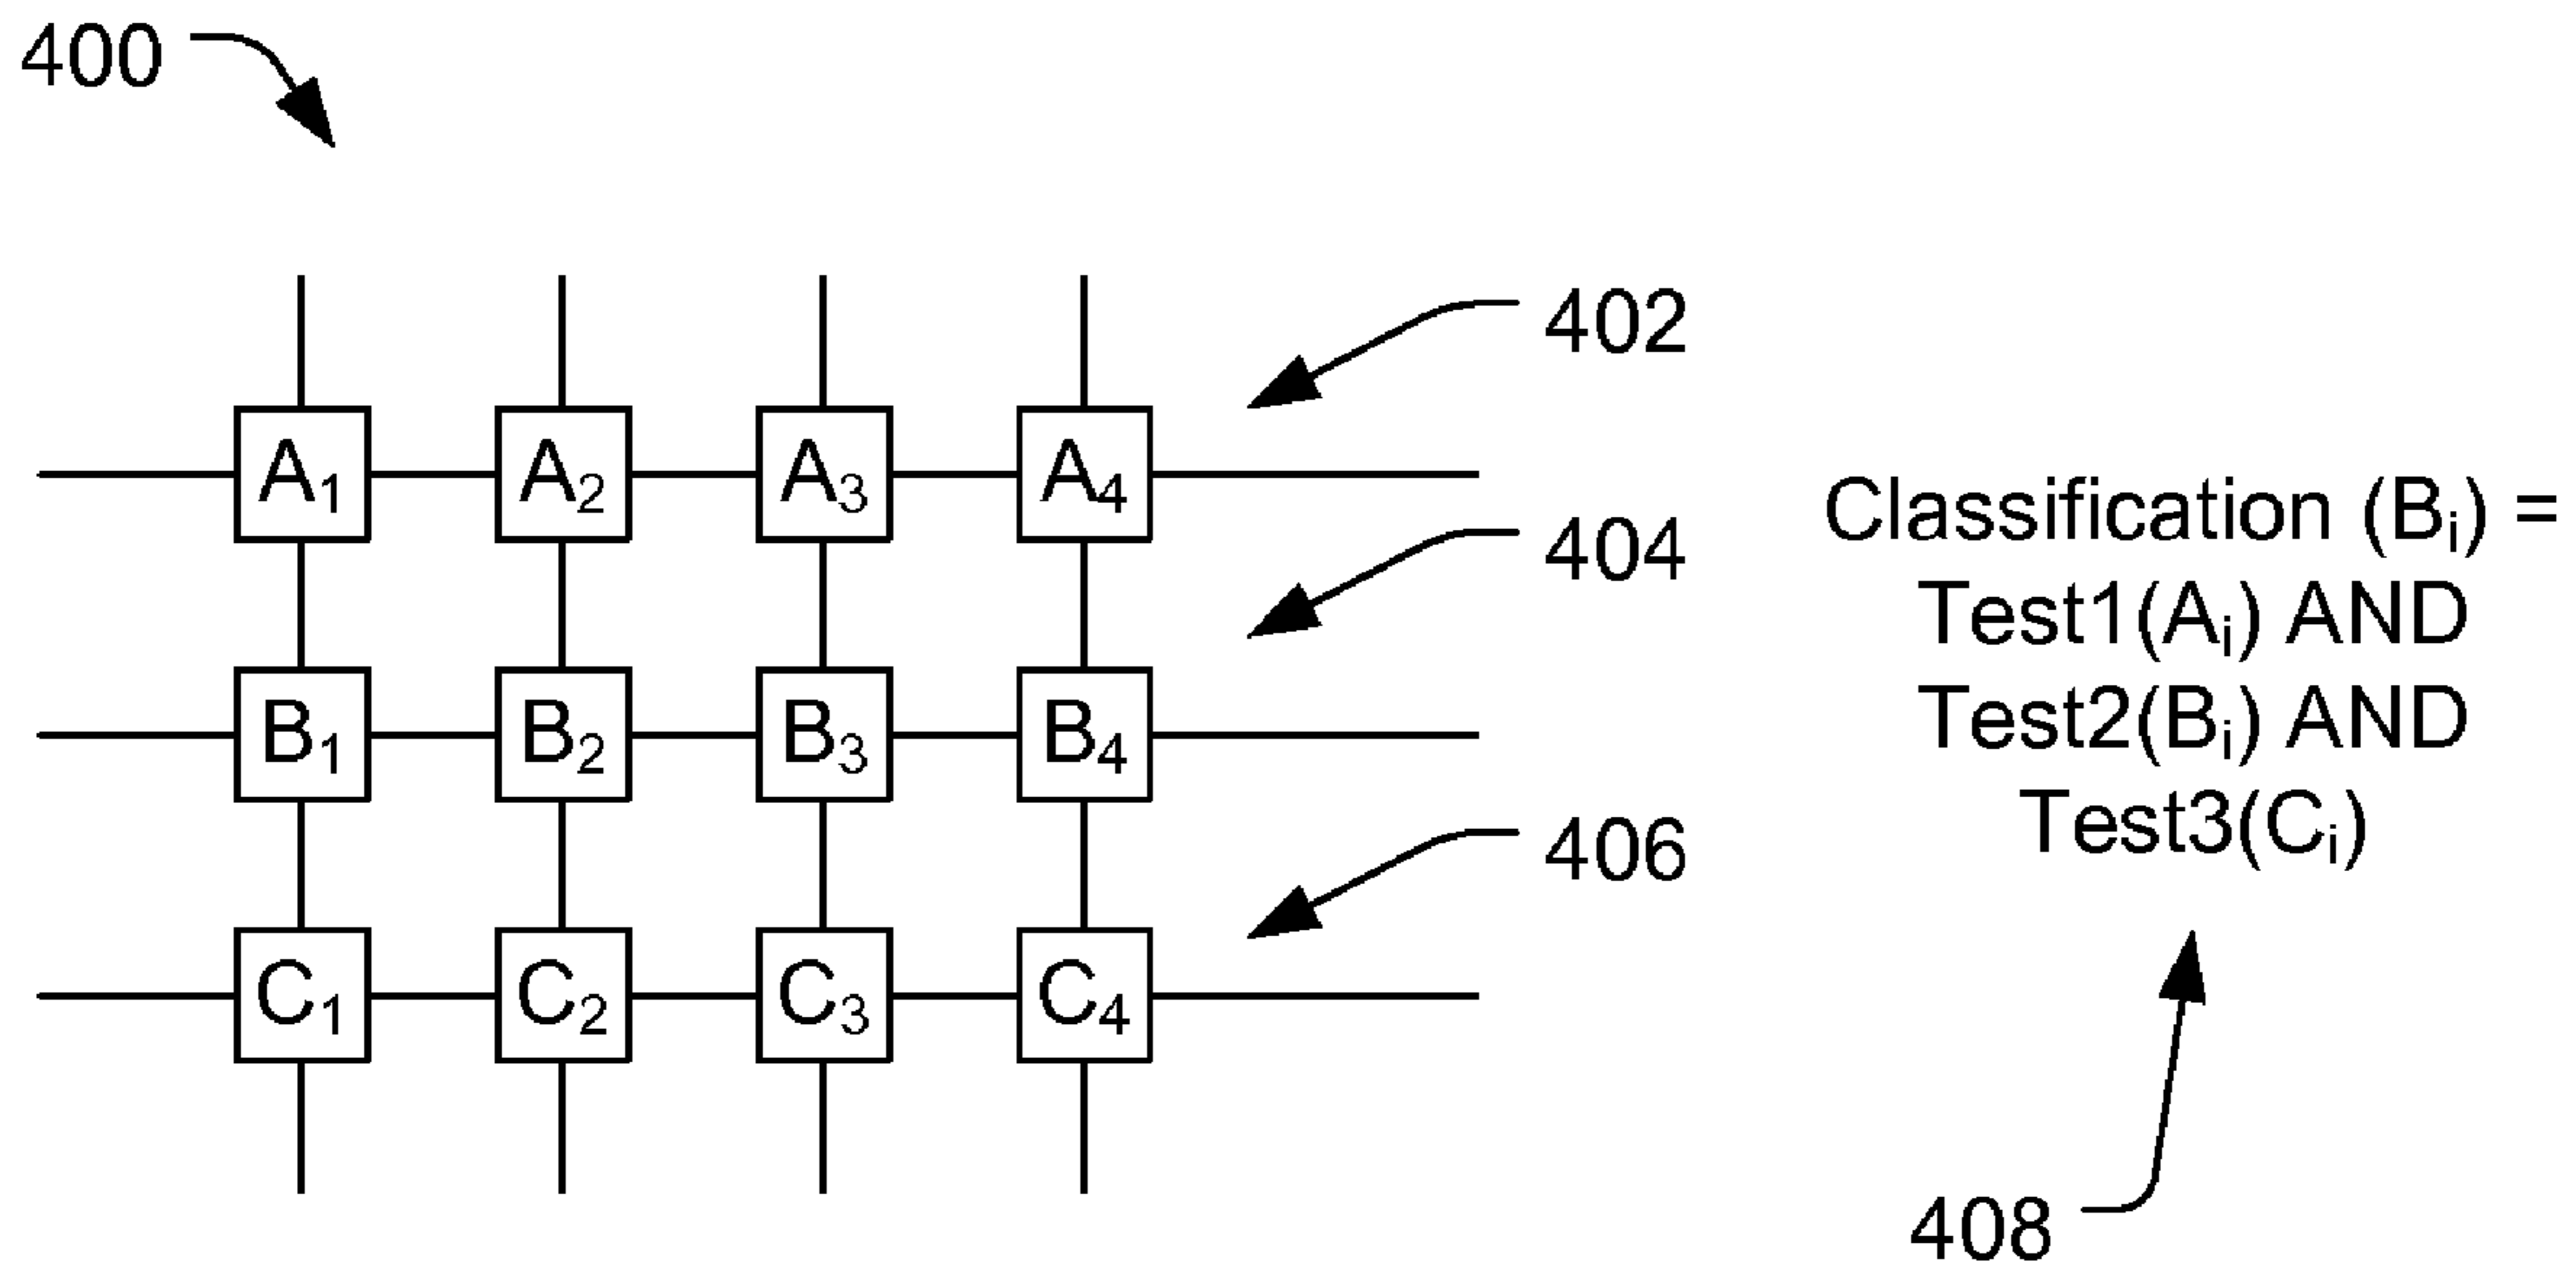 400
402
A1 A2 A3 A4
404
B1 B2 B3 B4
406
C1 C2 C3 C4
Classification (Bi) =
Test1(Ai) AND
Test2(Bi) AND
Test3(Ci)
408